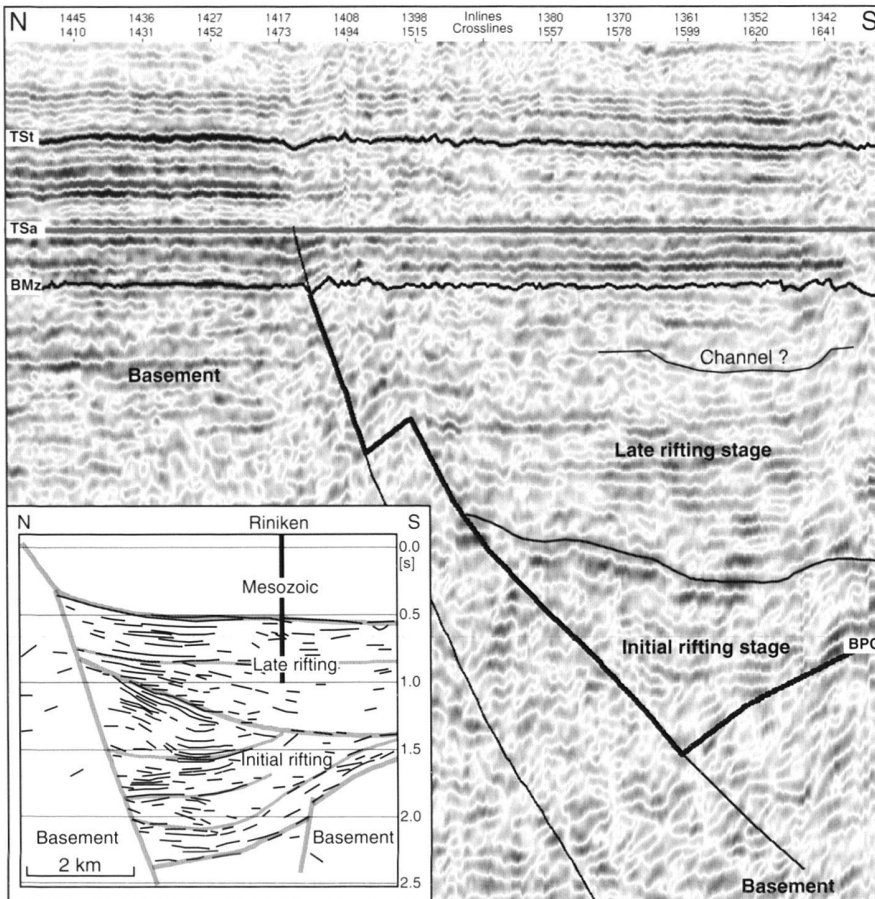 N 1445 1436 1427 1417 1408 1398 Inlines 1380 1370 1361 1352 1342 S
1410 1431 1452 1473 1494 1515 Crosslines 1557 1578 1599 1620 1641
TSt
TSa
BMz
Channel ?
Basement
Late rifting stage
N Riniken S
0.0
[s]
Mesozoic
0.5
Initial rifting stage
BPC
Late rifting
1.0
1.5
Initial rifting
2.0
Basement Basement
2 km
2.5
Basement